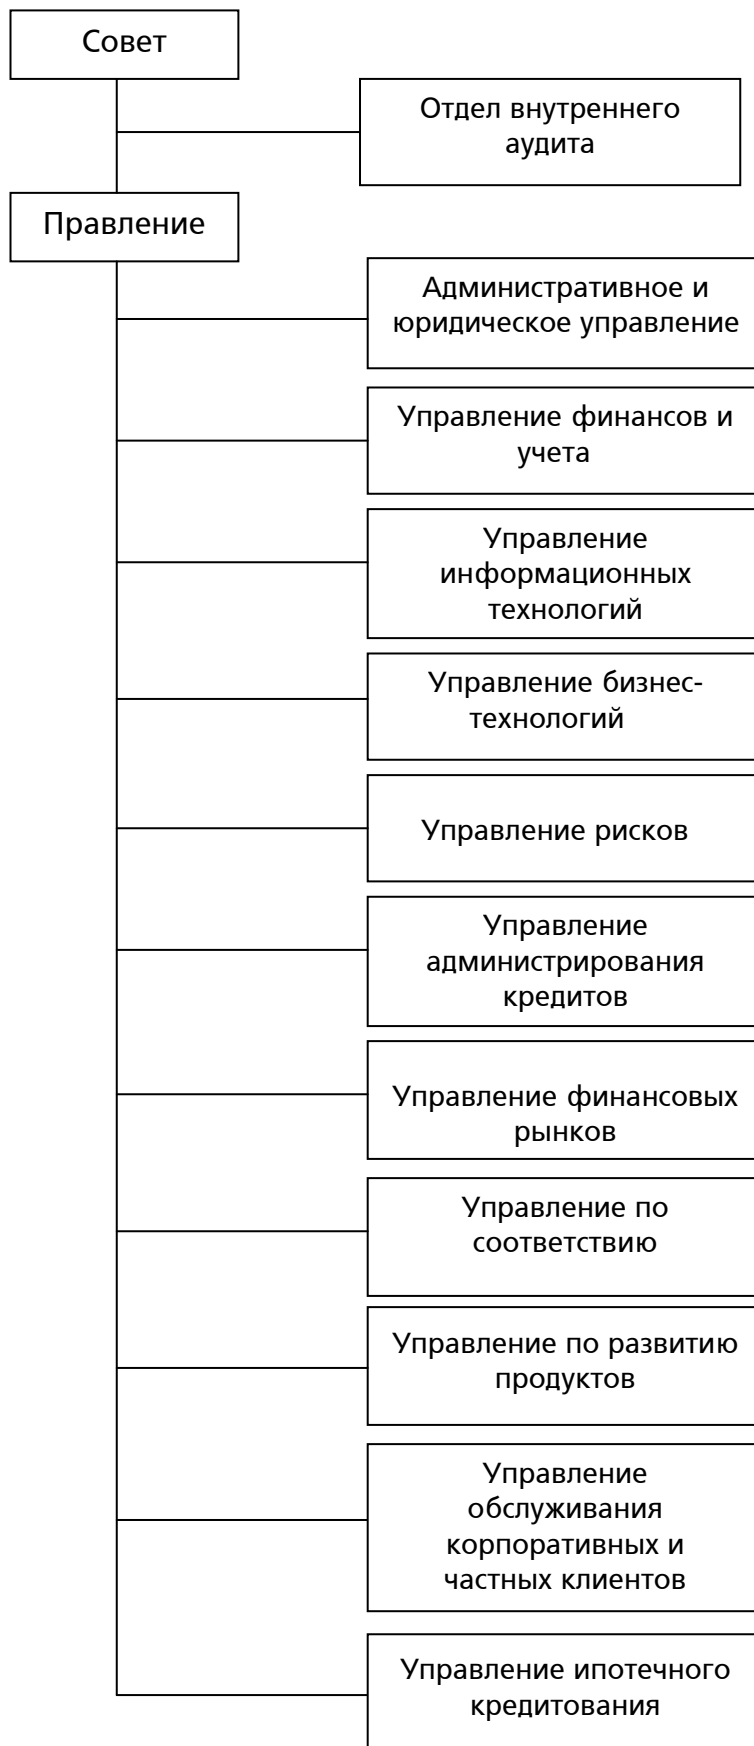 Совет
Отдел внутреннего
аудита
Правление
Административное и
юридическое управление
Управление финансов и
учета
Управление
информационных
технологий
Управление бизнес-
технологий
Управление рисков
Управление
администрирования
кредитов
Управление финансовых
рынков
Управление по
соответствию
Управление по развитию
продуктов
Управление
обслуживания
корпоративных и
частных клиентов
Управление ипотечного
кредитования